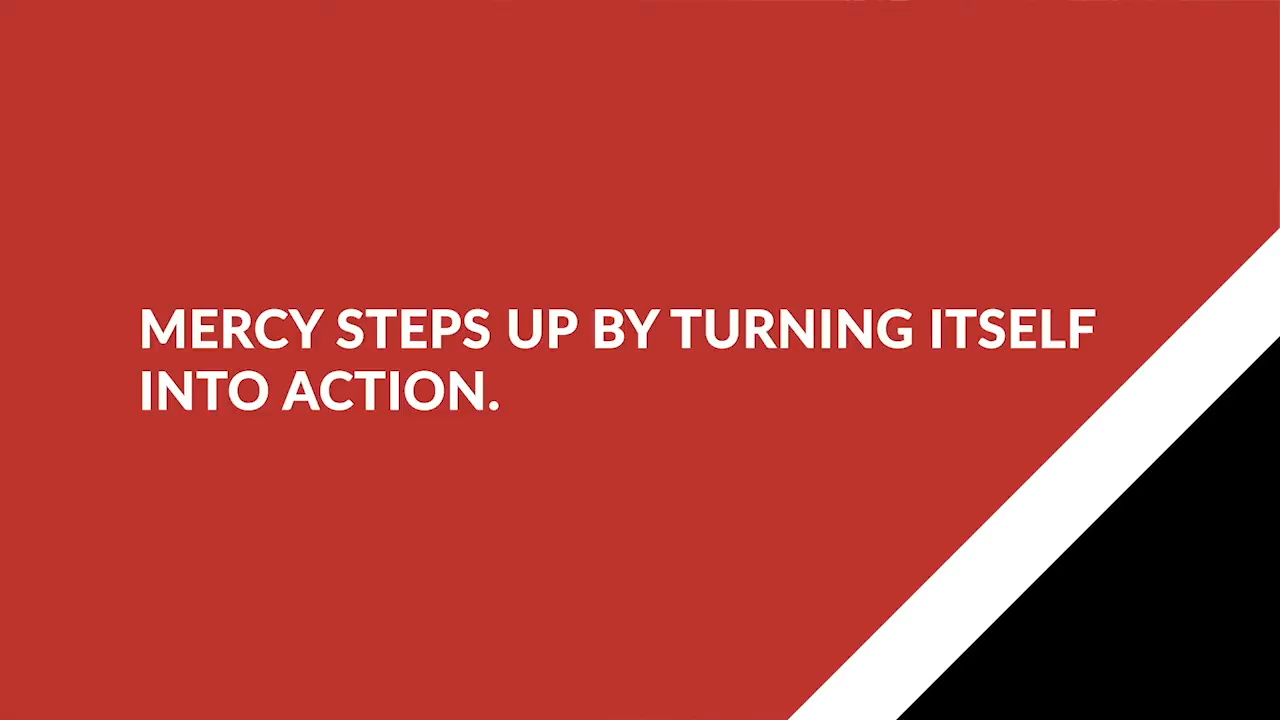 MERCY STEPS UP BY TURNING ITSELF
INTO ACTION.